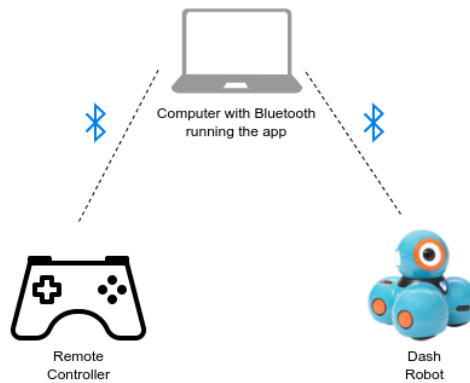 Computer with Bluetooth
running the app
Remote
Controller
Dash
Robot